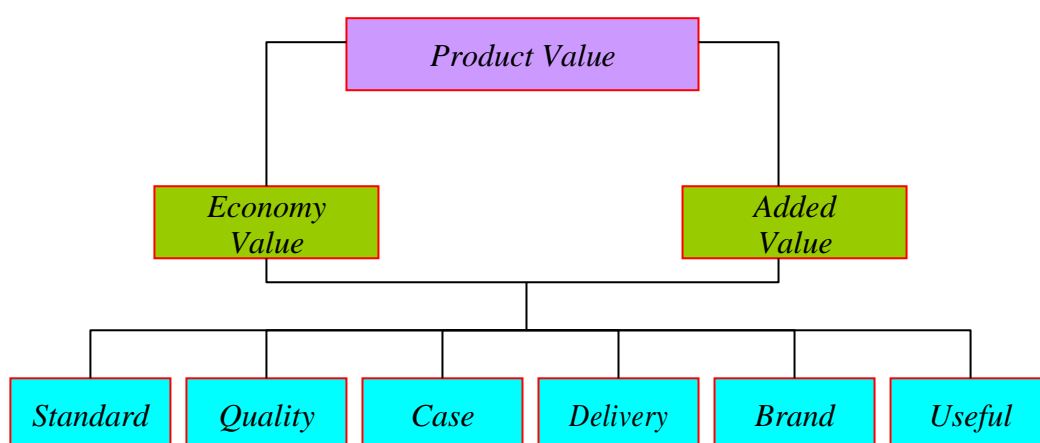 Product Value
Economy
Value
Added
Value
Standard
Quality
Case
Delivery
Brand
Useful